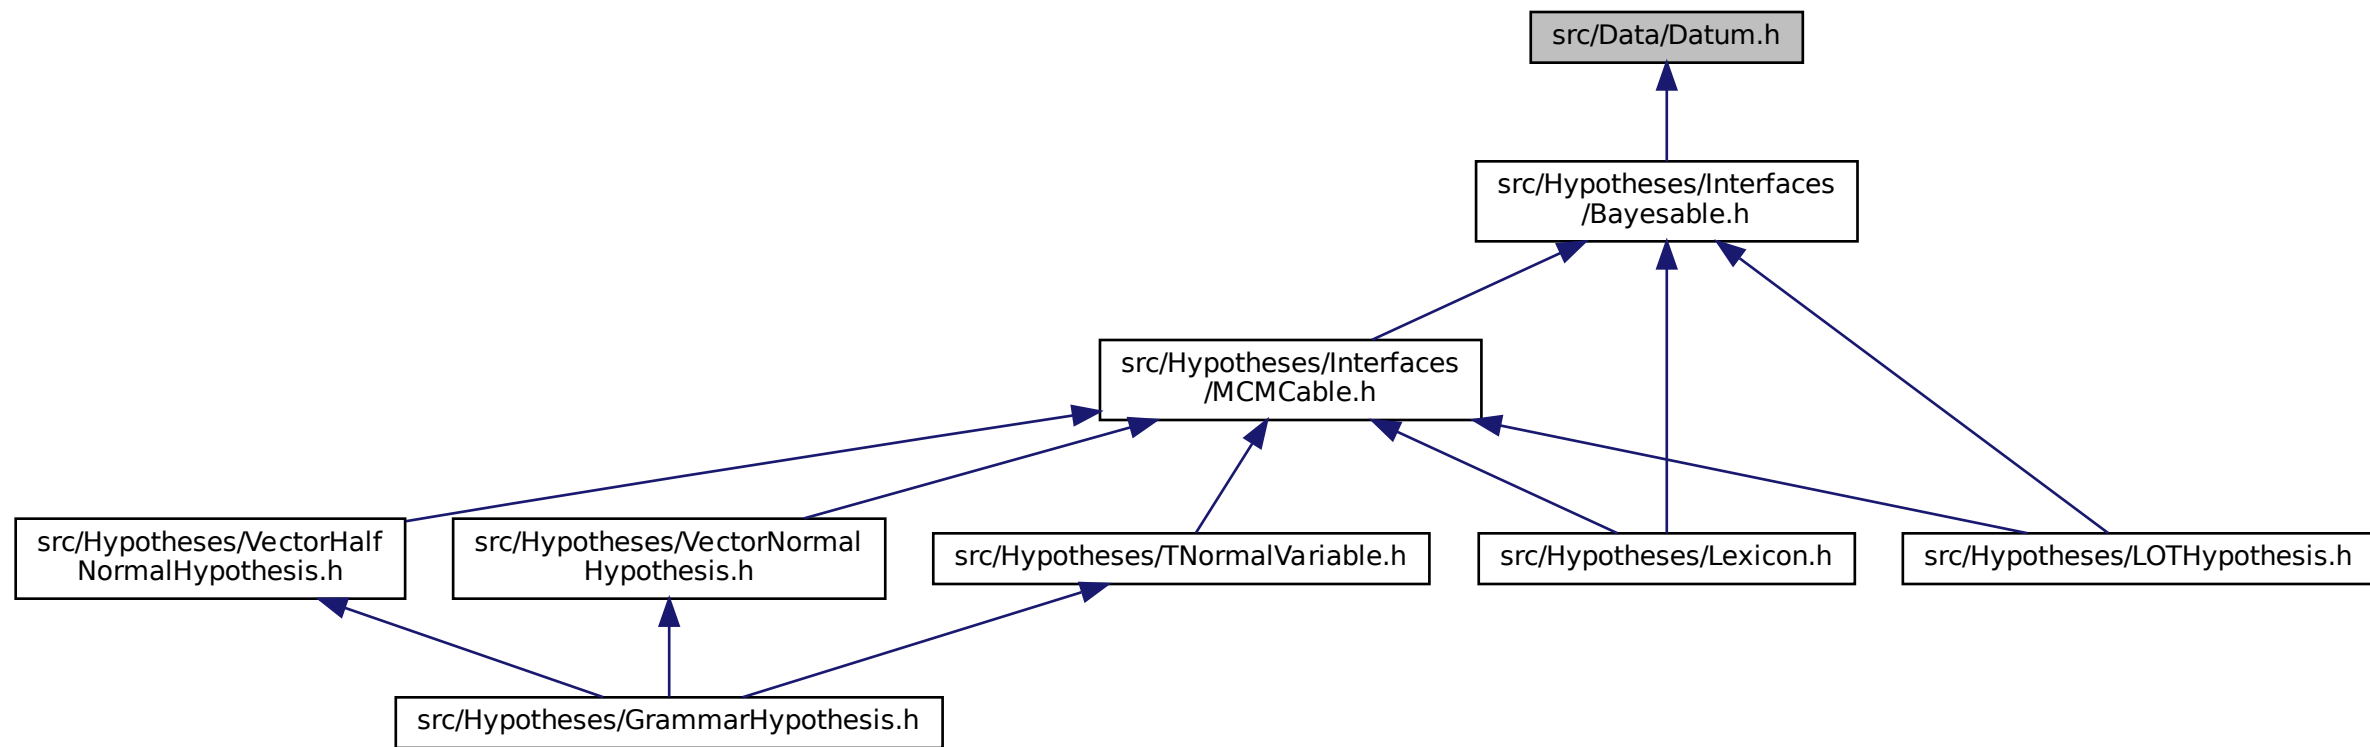 src/Data/Datum.h
src/Hypotheses/Interfaces
/Bayesable.h
src/Hypotheses/Interfaces
/MCMCable.h
src/Hypotheses/VectorHalf
NormalHypothesis.h
src/Hypotheses/VectorNormal
Hypothesis.h
src/Hypotheses/TNormalVariable.h
src/Hypotheses/Lexicon.h
src/Hypotheses/LOTHypothesis.h
src/Hypotheses/GrammarHypothesis.h